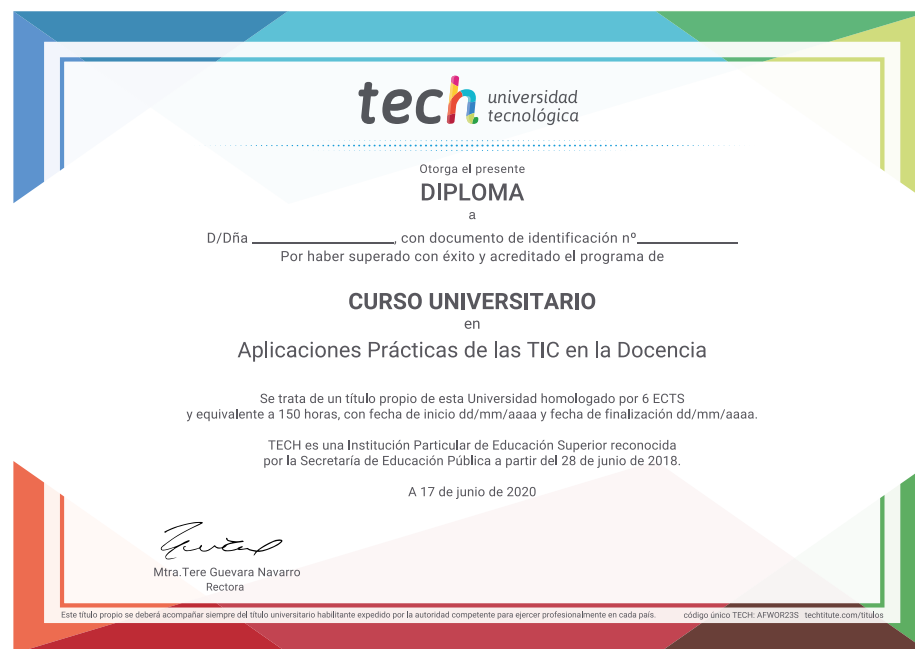 tech universidad
tecnológica
Otorga el presente
DIPLOMA
a
D/Dña ____________________, con documento de identificación nº______________
Por haber superado con éxito y acreditado el programa de
CURSO UNIVERSITARIO
en
Aplicaciones Prácticas de las TIC en la Docencia
Se trata de un título propio de esta Universidad homologado por 6 ECTS
y equivalente a 150 horas, con fecha de inicio dd/mm/aaaa y fecha de finalización dd/mm/aaaa.
TECH es una Institución Particular de Educación Superior reconocida
por la Secretaría de Educación Pública a partir del 28 de junio de 2018.
A 17 de junio de 2020
Mtra.Tere Guevara Navarro
Rectora
Este título propio se deberá acompañar siempre del título universitario habilitante expedido por la autoridad competente para ejercer profesionalmente en cada país. código único TECH: AFWOR23S techtitute.com/titulos